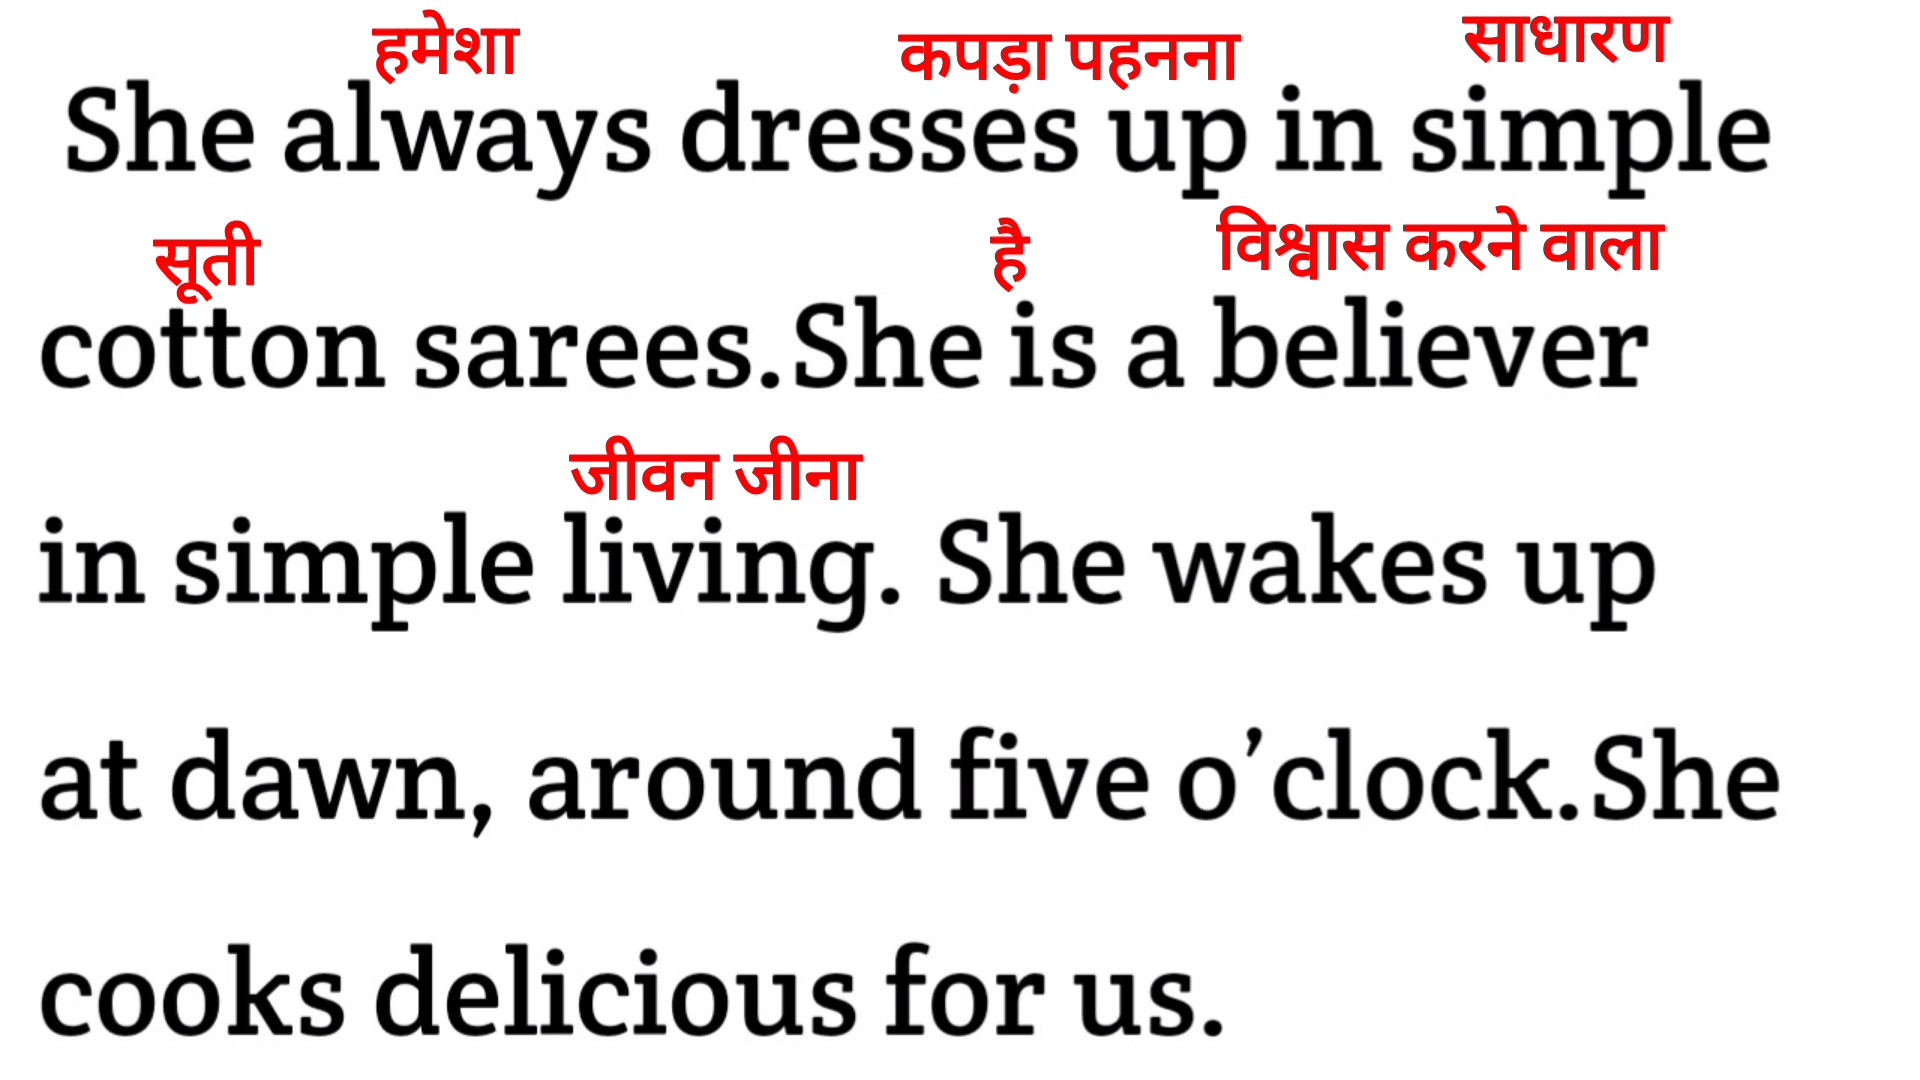 हमेशा कपड़ा पहनना साधारण
She always dresses up in simple
सूती है विश्वास करने वाला
cotton sarees.She is a believer
जीवन जीना
in simple living. She wakes up
at dawn, around five o’clock.She
cooks delicious for us.